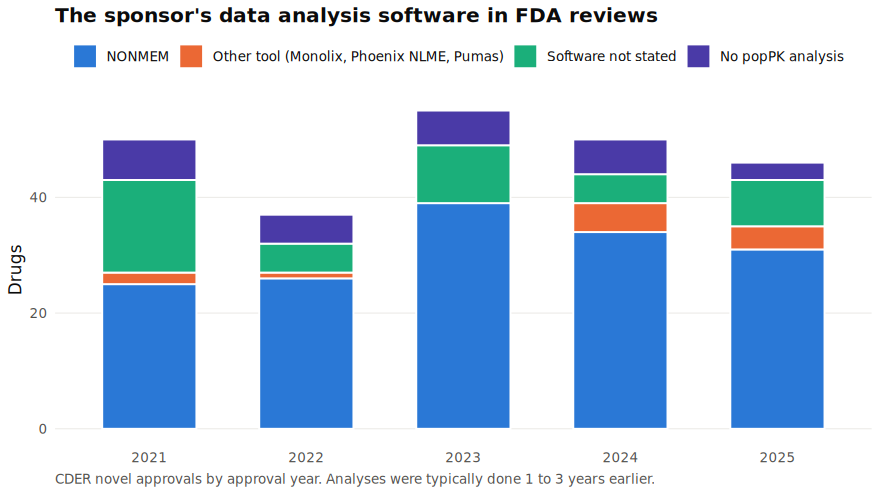 The sponsor's data analysis software in FDA reviews
NONMEM Other tool (Monolix, Phoenix NLME, Pumas) Software not stated No popPK analysis
Drugs
40
20
0
2021 2022 2023 2024 2025
CDER novel approvals by approval year. Analyses were typically done 1 to 3 years earlier.